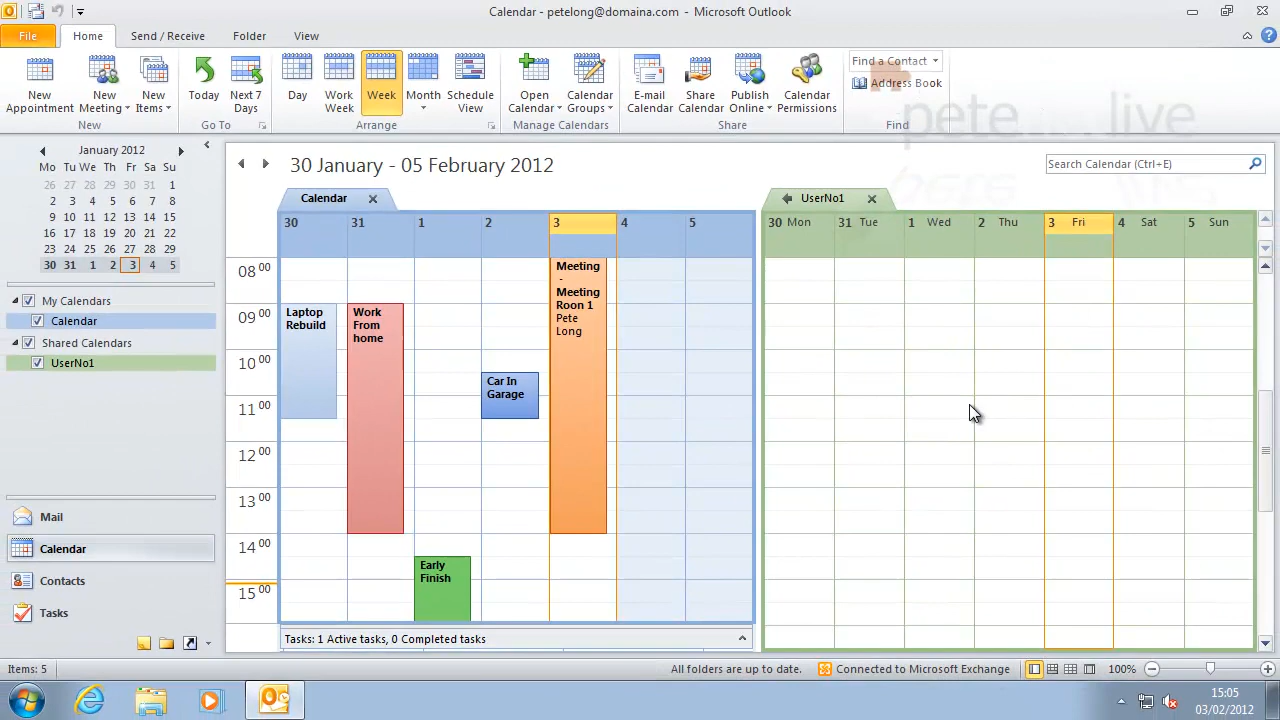 Calendar - petelong@domaina.com - Microsoft Outlook
File Home Send / Receive Folder View
New Appointment
New Meeting
New Items
Today
Next 7 Days
Day
Work Week
Week
Month
Schedule View
Open Calendar
Calendar Groups
E-mail Calendar
Share Calendar
Publish Online
Calendar Permissions
Find a Contact
Address Book
New Go To Arrange Manage Calendars Share Find
pete live
January 2012
Mo Tu We Th Fr Sa Su
26 27 28 29 30 31 1
2 3 4 5 6 7 8
9 10 11 12 13 14 15
16 17 18 19 20 21 22
23 24 25 26 27 28 29
30 31 1 2 3 4 5
My Calendars
Calendar
Shared Calendars
UserNo1
Mail
Calendar
Contacts
Tasks
30 January - 05 February 2012
Search Calendar (Ctrl+E)
Calendar
UserNo1
30 31 1 2 3 4 5
30 Mon 31 Tue 1 Wed 2 Thu 3 Fri 4 Sat 5 Sun
08 00
09 00
10 00
11 00
12 00
13 00
14 00
15 00
Laptop
Rebuild
Work
From
home
Early
Finish
Car In
Garage
Meeting
-
Meeting
Roon 1
Pete
Long
Tasks: 1 Active tasks, 0 Completed tasks
Items: 5
All folders are up to date.
Connected to Microsoft Exchange
100%
15:05
03/02/2012